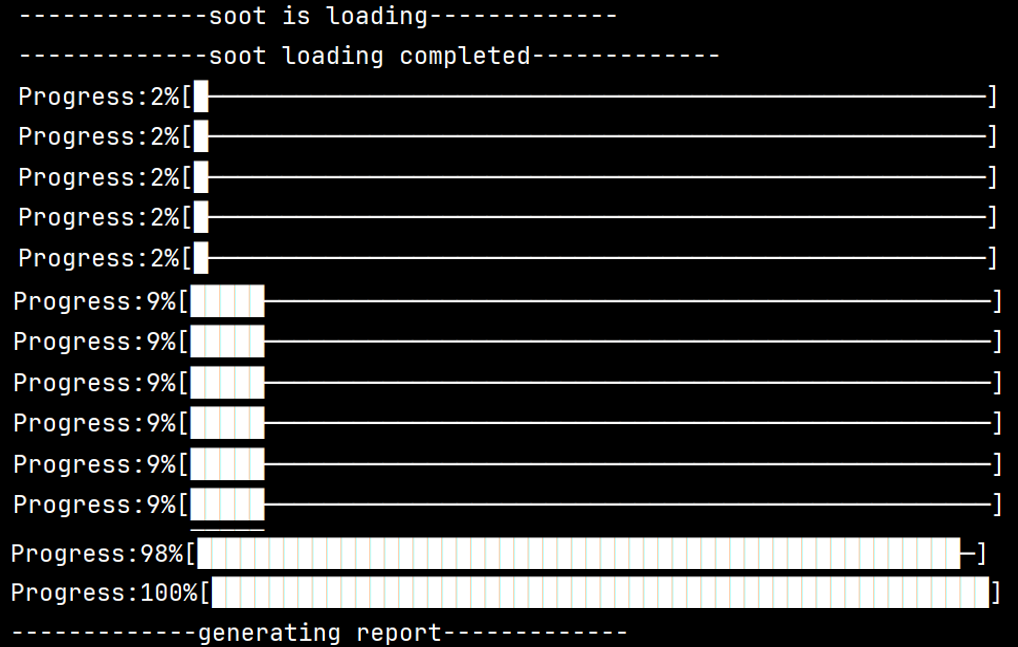 -------------soot is loading-------------
-------------soot loading completed-------------
Progress:2%[█──────────────────────────────────────────────────────]
Progress:2%[█──────────────────────────────────────────────────────]
Progress:2%[█──────────────────────────────────────────────────────]
Progress:2%[█──────────────────────────────────────────────────────]
Progress:2%[█──────────────────────────────────────────────────────]
Progress:9%[█████──────────────────────────────────────────────────]
Progress:9%[█████──────────────────────────────────────────────────]
Progress:9%[█████──────────────────────────────────────────────────]
Progress:9%[█████──────────────────────────────────────────────────]
Progress:9%[█████──────────────────────────────────────────────────]
Progress:9%[█████──────────────────────────────────────────────────]
Progress:98%[█████████████████████████████████████████████████████─]
Progress:100%[██████████████████████████████████████████████████████]
-------------generating report-------------